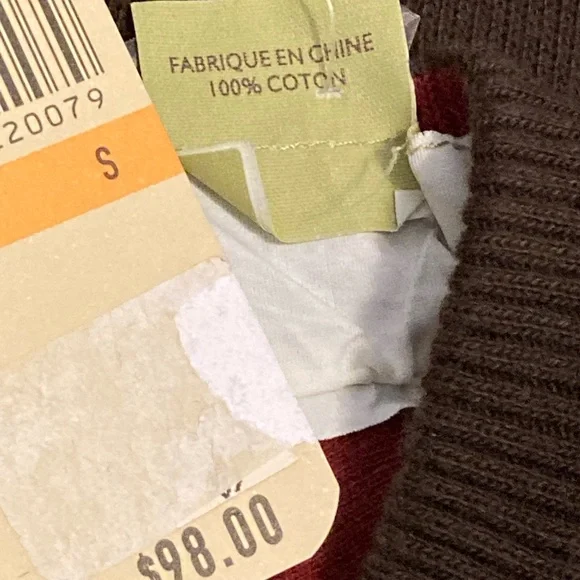 FABRIQUE EN CHINE
100% COTON
20079
S
$98.00